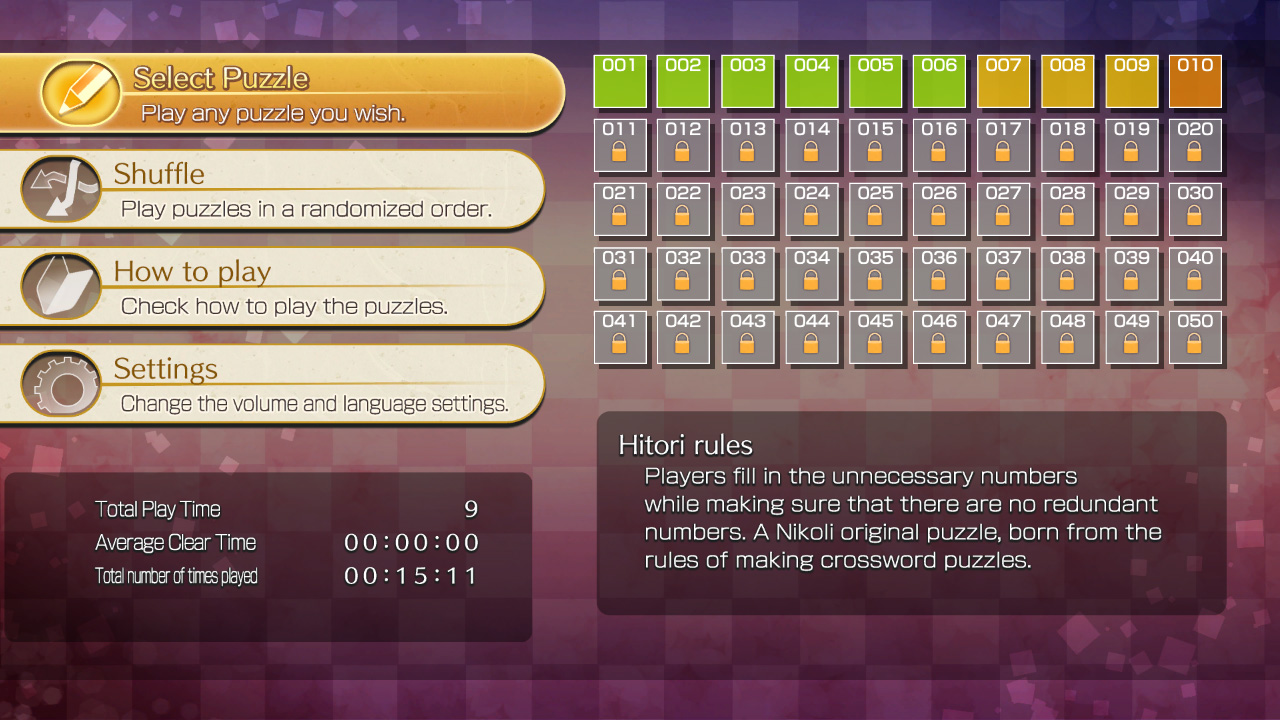 Select Puzzle
Play any puzzle you wish.
Shuffle
Play puzzles in a randomized order.
How to play
Check how to play the puzzles.
Settings
Change the volume and language settings.
Total Play Time 9
Average Clear Time 00:00:00
Total number of times played 00:15:11
001 002 003 004 005 006 007 008 009 010
011 012 013 014 015 016 017 018 019 020
021 022 023 024 025 026 027 028 029 030
031 032 033 034 035 036 037 038 039 040
041 042 043 044 045 046 047 048 049 050
Hitori rules
Players fill in the unnecessary numbers
while making sure that there are no redundant
numbers. A Nikoli original puzzle, born from the
rules of making crossword puzzles.